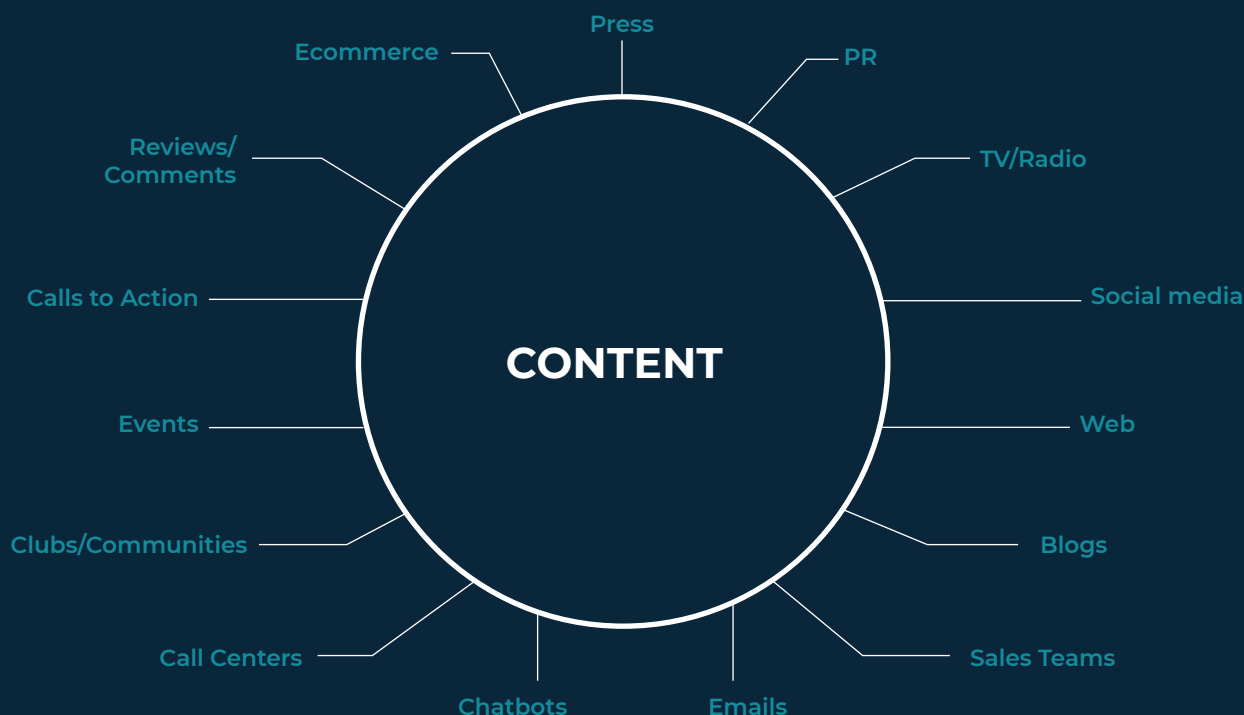 Press
Ecommerce
PR
Reviews/
Comments
TV/Radio
Calls to Action
Social media
CONTENT
Events
Web
Clubs/Communities
Blogs
Call Centers
Sales Teams
Chatbots
Emails